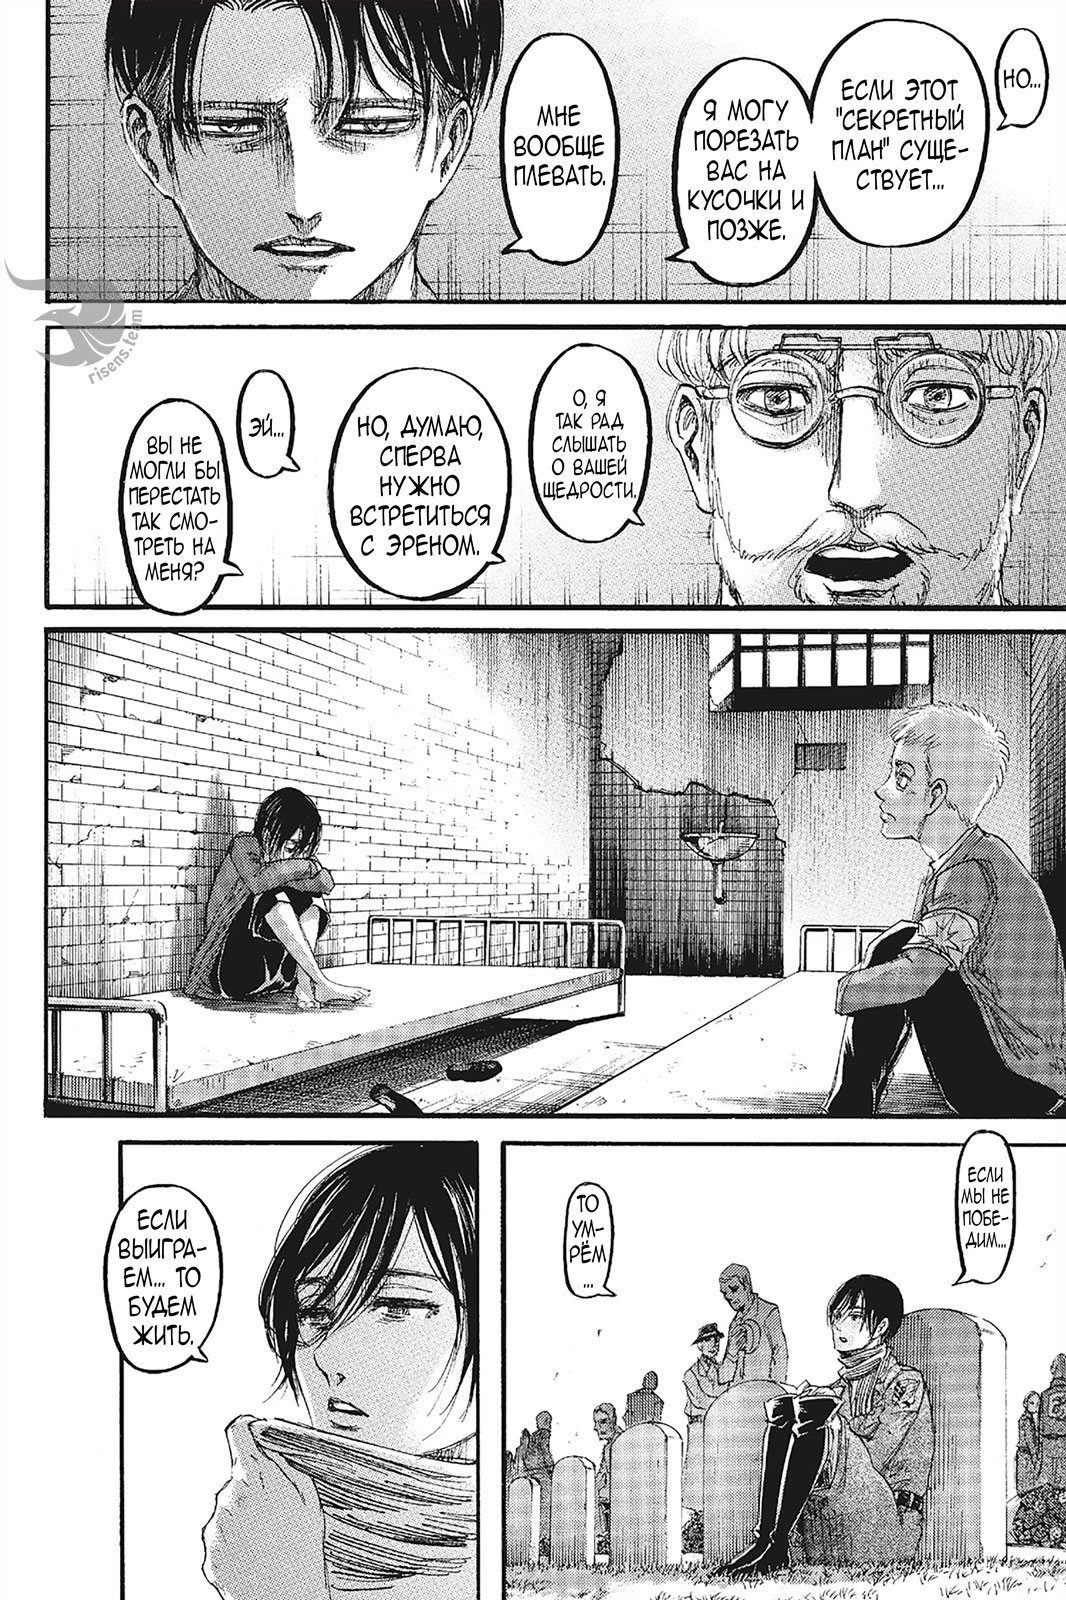 НО...
ЕСЛИ ЭТОТ
"СЕКРЕТНЫЙ
ПЛАН" СУЩЕ-
СТВУЕТ...
Я МОГУ
ПОРЕЗАТЬ
ВАС НА
КУСОЧКИ И
ПОЗЖЕ.
МНЕ
ВООБЩЕ
ПЛЕВАТЬ.
risens.team
О, Я
ТАК РАД
СЛЫШАТЬ
О ВАШЕЙ
ЩЕДРОСТИ.
НО, ДУМАЮ,
СПЕРВА
НУЖНО
ВСТРЕТИТЬСЯ
С ЭРЕНОМ.
ЭЙ...
ВЫ НЕ
МОГЛИ БЫ
ПЕРЕСТАТЬ
ТАК СМО-
ТРЕТЬ НА
МЕНЯ?
ЕСЛИ
МЫ НЕ
ПОБЕ-
ДИМ...
ТО
УМ-
РЁМ
...
ЕСЛИ
ВЫИГРА-
ЕМ... ТО
БУДЕМ
ЖИТЬ.